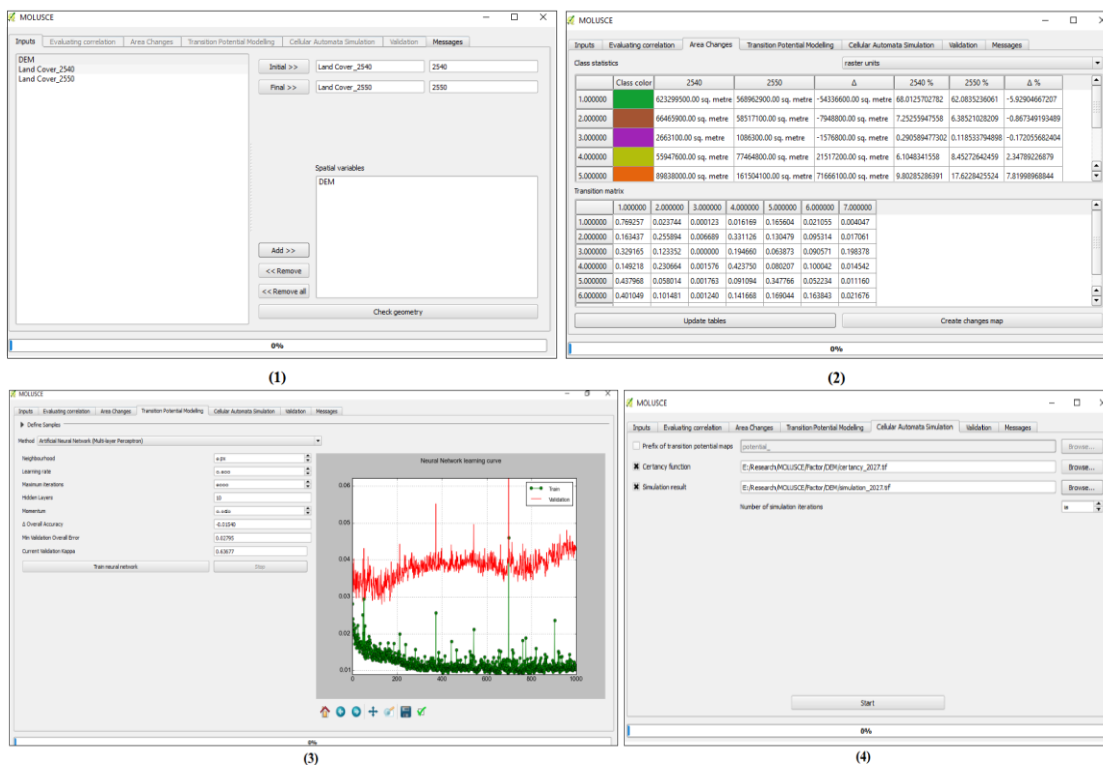 MOLUSCE
Inputs Evaluating correlation Area Changes Transition Potential Modelling Cellular Automata Simulation Validation Messages
DEM
Land Cover_2540
Land Cover_2550
Initial >> Land Cover_2540 2540
Final >> Land Cover_2550 2550
Spatial variables
DEM
Add >>
<< Remove
<< Remove all
Check geometry
0%
(1)
MOLUSCE
Inputs Evaluating correlation Area Changes Transition Potential Modelling Cellular Automata Simulation Validation Messages
Class statistics raster units
Class color 2540 2550 Δ 2540 % 2550 % Δ %
1.000000 623299500.00 sq. metre 568962900.00 sq. metre -54336600.00 sq. metre 68.0125702782 62.0835236061 -5.92904667207
2.000000 66465900.00 sq. metre 58517100.00 sq. metre -7948800.00 sq. metre 7.25255947558 6.38521028209 -0.867349193489
3.000000 2663100.00 sq. metre 1086300.00 sq. metre -1576800.00 sq. metre 0.290589477302 0.118533794898 -0.172055682404
4.000000 55947600.00 sq. metre 77464800.00 sq. metre 21517200.00 sq. metre 6.1048341558 8.45272642459 2.34789226879
5.000000 89838000.00 sq. metre 161504100.00 sq. metre 71666100.00 sq. metre 9.80285286391 17.6228425524 7.81998968844
Transition matrix
1.000000 2.000000 3.000000 4.000000 5.000000 6.000000 7.000000
1.000000 0.769257 0.023744 0.000123 0.016169 0.165604 0.021055 0.004047
2.000000 0.163437 0.255894 0.006689 0.331126 0.130479 0.095314 0.017061
3.000000 0.329165 0.123352 0.000000 0.194660 0.063873 0.090571 0.198378
4.000000 0.149218 0.230664 0.001576 0.423750 0.080207 0.100042 0.014542
5.000000 0.437968 0.058014 0.001763 0.091094 0.347766 0.052234 0.011160
6.000000 0.401049 0.101481 0.001240 0.141668 0.169044 0.163843 0.021676
Update tables Create changes map
0%
(2)
MOLUSCE
Inputs Evaluating correlation Area Changes Transition Potential Modelling Cellular Automata Simulation Validation Messages
Define Samples
Method Artificial Neural Network (Multi-layer Perceptron)
Neighbourhood
Learning rate
Maximum iterations
Hidden Layers 10
Momentum
Δ Overall Accuracy -0.01040
Min Validation Overall Error 0.02795
Current Validation Kappa 0.63677
Train neural network Stop
Neural Network learning curve
Train
Validation
0.06
0.05
0.04
0.03
0.02
0.01
0 200 400 600 800 1000
0%
(3)
MOLUSCE
Inputs Evaluating correlation Area Changes Transition Potential Modelling Cellular Automata Simulation Validation Messages
Prefix of transition potential maps potential_ Browse...
Certancy function E:/Research/MOLUSCE/Factor/DEM/certancy_2027.tif Browse...
Simulation result E:/Research/MOLUSCE/Factor/DEM/simulation_2027.tif Browse...
Number of simulation iterations
Start
0%
(4)